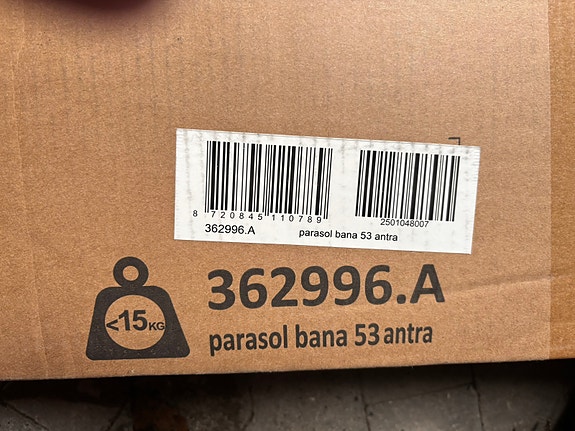 8 720845 110789
2501048007
362996.A parasol bana 53 antra
362996.A
<15KG
parasol bana 53 antra